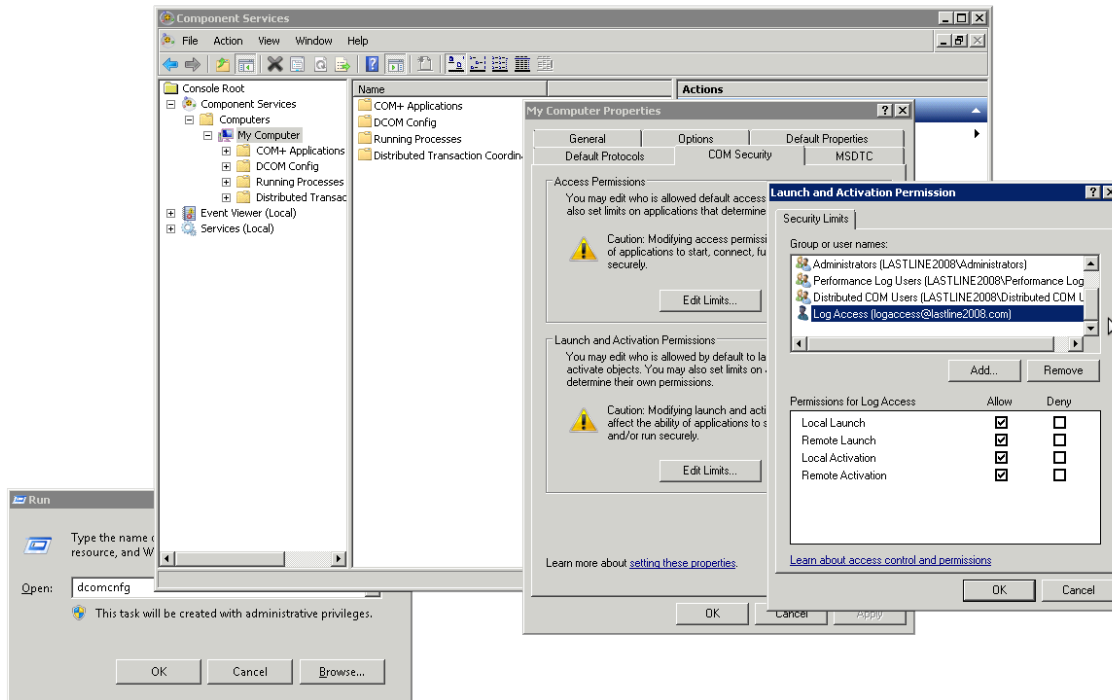 Component Services
File Action View Window Help
Console Root
Component Services
Computers
My Computer
COM+ Applications
DCOM Config
Running Processes
Distributed Transac
Event Viewer (Local)
Services (Local)
Name
COM+ Applications
DCOM Config
Running Processes
Distributed Transaction Coordin
Actions
My Computer Properties
General Options Default Properties
Default Protocols COM Security MSDTC
Access Permissions
You may edit who is allowed default access
also set limits on applications that determine
Caution: Modifying access permissi
of applications to start, connect, fu
securely.
Edit Limits...
Launch and Activation Permissions
You may edit who is allowed by default to la
activate objects. You may also set limits on
determine their own permissions.
Caution: Modifying launch and acti
affect the ability of applications to s
and/or run securely.
Edit Limits...
Learn more about setting these properties.
OK Cancel Apply
Launch and Activation Permission
Security Limits
Group or user names:
Administrators (LASTLINE2008\Administrators)
Performance Log Users (LASTLINE2008\Performance Log
Distributed COM Users (LASTLINE2008\Distributed COM U
Log Access (logaccess@lastline2008.com)
Add... Remove
Permissions for Log Access Allow Deny
Local Launch
Remote Launch
Local Activation
Remote Activation
Learn about access control and permissions
OK Cancel
Run
Type the name
resource, and W
Open: dcomcnfg
This task will be created with administrative privileges.
OK Cancel Browse...